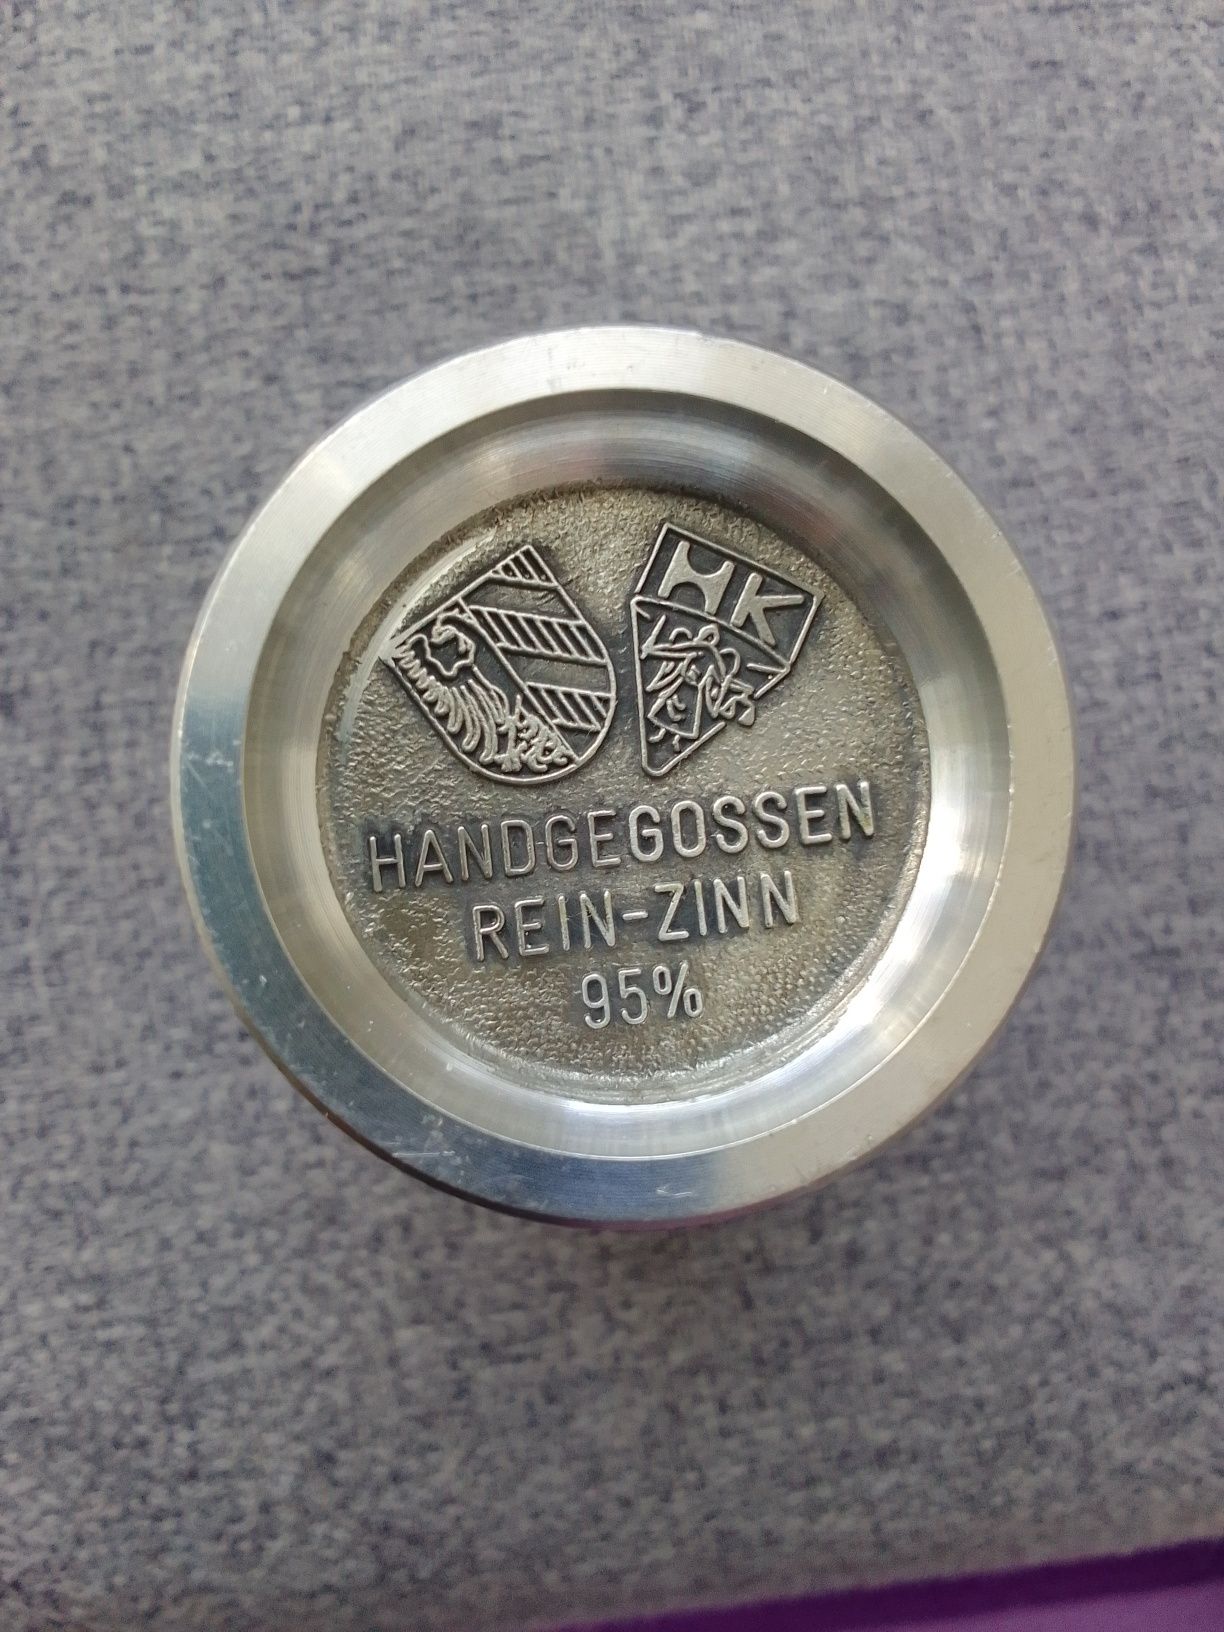 HK
HANDGEGOSSEN
REIN-ZINN
95%